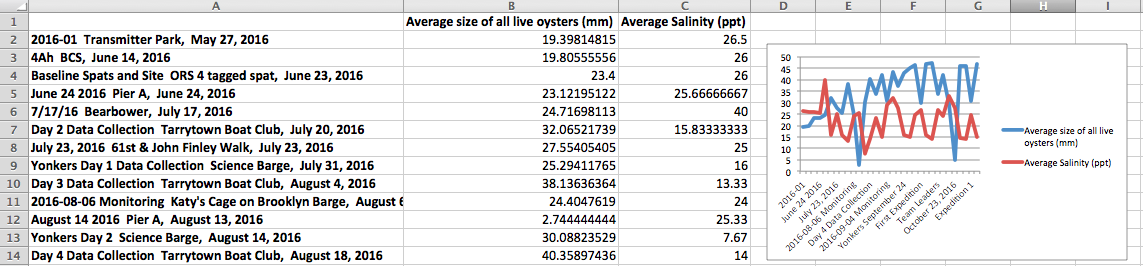 A B C D E F G H I
1 Average size of all live oysters (mm) Average Salinity (ppt)
2 2016-01 Transmitter Park, May 27, 2016 19.39814815 26.5
3 4Ah BCS, June 14, 2016 19.80555556 26
4 Baseline Spats and Site ORS 4 tagged spat, June 23, 2016 23.4 26
5 June 24 2016 Pier A, June 24, 2016 23.12195122 25.66666667
6 7/17/16 Bearbower, July 17, 2016 24.71698113 40
7 Day 2 Data Collection Tarrytown Boat Club, July 20, 2016 32.06521739 15.83333333
8 July 23, 2016 61st & John Finley Walk, July 23, 2016 27.55405405 25
9 Yonkers Day 1 Data Collection Science Barge, July 31, 2016 25.29411765 16
10 Day 3 Data Collection Tarrytown Boat Club, August 4, 2016 38.13636364 13.33
11 2016-08-06 Monitoring Katy's Cage on Brooklyn Barge, August 6 24.4047619 24
12 August 14 2016 Pier A, August 13, 2016 2.744444444 25.33
13 Yonkers Day 2 Science Barge, August 14, 2016 30.08823529 7.67
14 Day 4 Data Collection Tarrytown Boat Club, August 18, 2016 40.35897436 14
50
45
40
35
30
25
20
15
10
5
0
2016-01
June 24 2016
July 23, 2016
2016-08-06 Monitoring
Day 4 Data Collection
2016-09-04 Monitoring
Yonkers September 24
First Expedition
Team Leaders
October 23, 2016
Expedition 1
Average size of all live
oysters (mm)
Average Salinity (ppt)